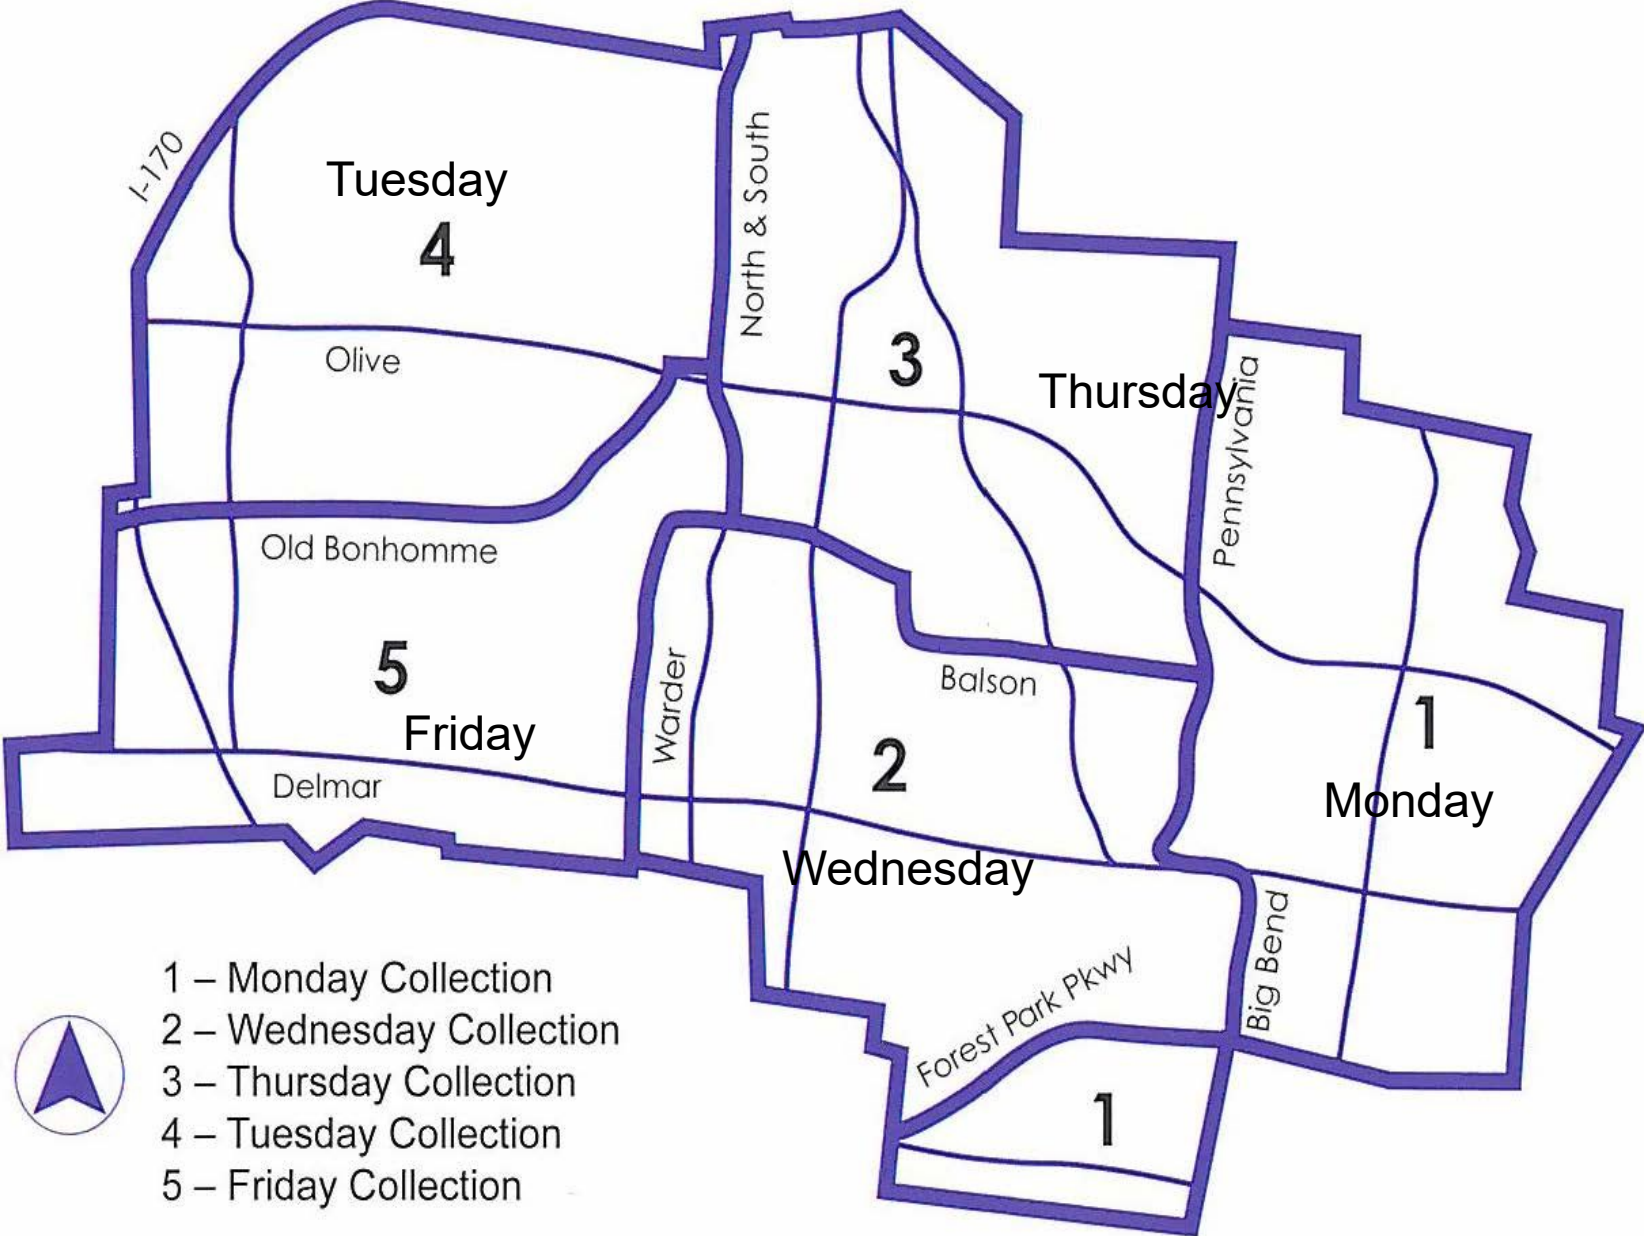 I-170
Tuesday
4
North & South
Olive
3
Thursday
Pennsylvania
Old Bonhomme
5
Friday
Warder
Balson
2
1
Monday
Delmar
Wednesday
Big Bend
Forest Park Pkwy
1
1 – Monday Collection
2 – Wednesday Collection
3 – Thursday Collection
4 – Tuesday Collection
5 – Friday Collection